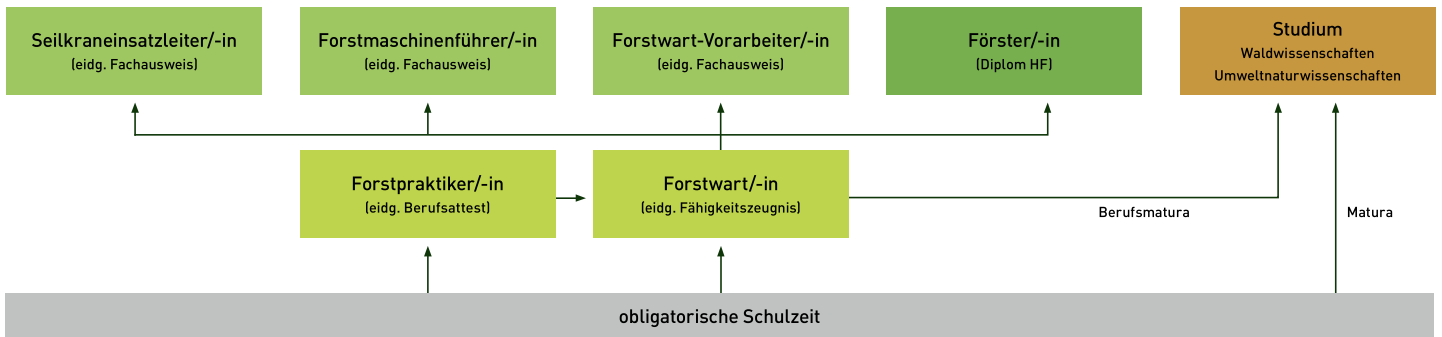 Seilkraneinsatzleiter/-in
(eidg. Fachausweis)
Forstmaschinenführer/-in
(eidg. Fachausweis)
Forstwart-Vorarbeiter/-in
(eidg. Fachausweis)
Förster/-in
(Diplom HF)
Studium
Waldwissenschaften
Umweltnaturwissenschaften
Forstpraktiker/-in
(eidg. Berufsattest)
Forstwart/-in
(eidg. Fähigkeitszeugnis)
Berufsmatura
Matura
obligatorische Schulzeit